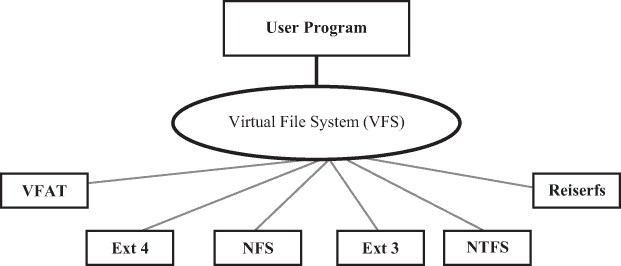 User Program
Virtual File System (VFS)
VFAT
Reiserfs
Ext 4
NFS
Ext 3
NTFS